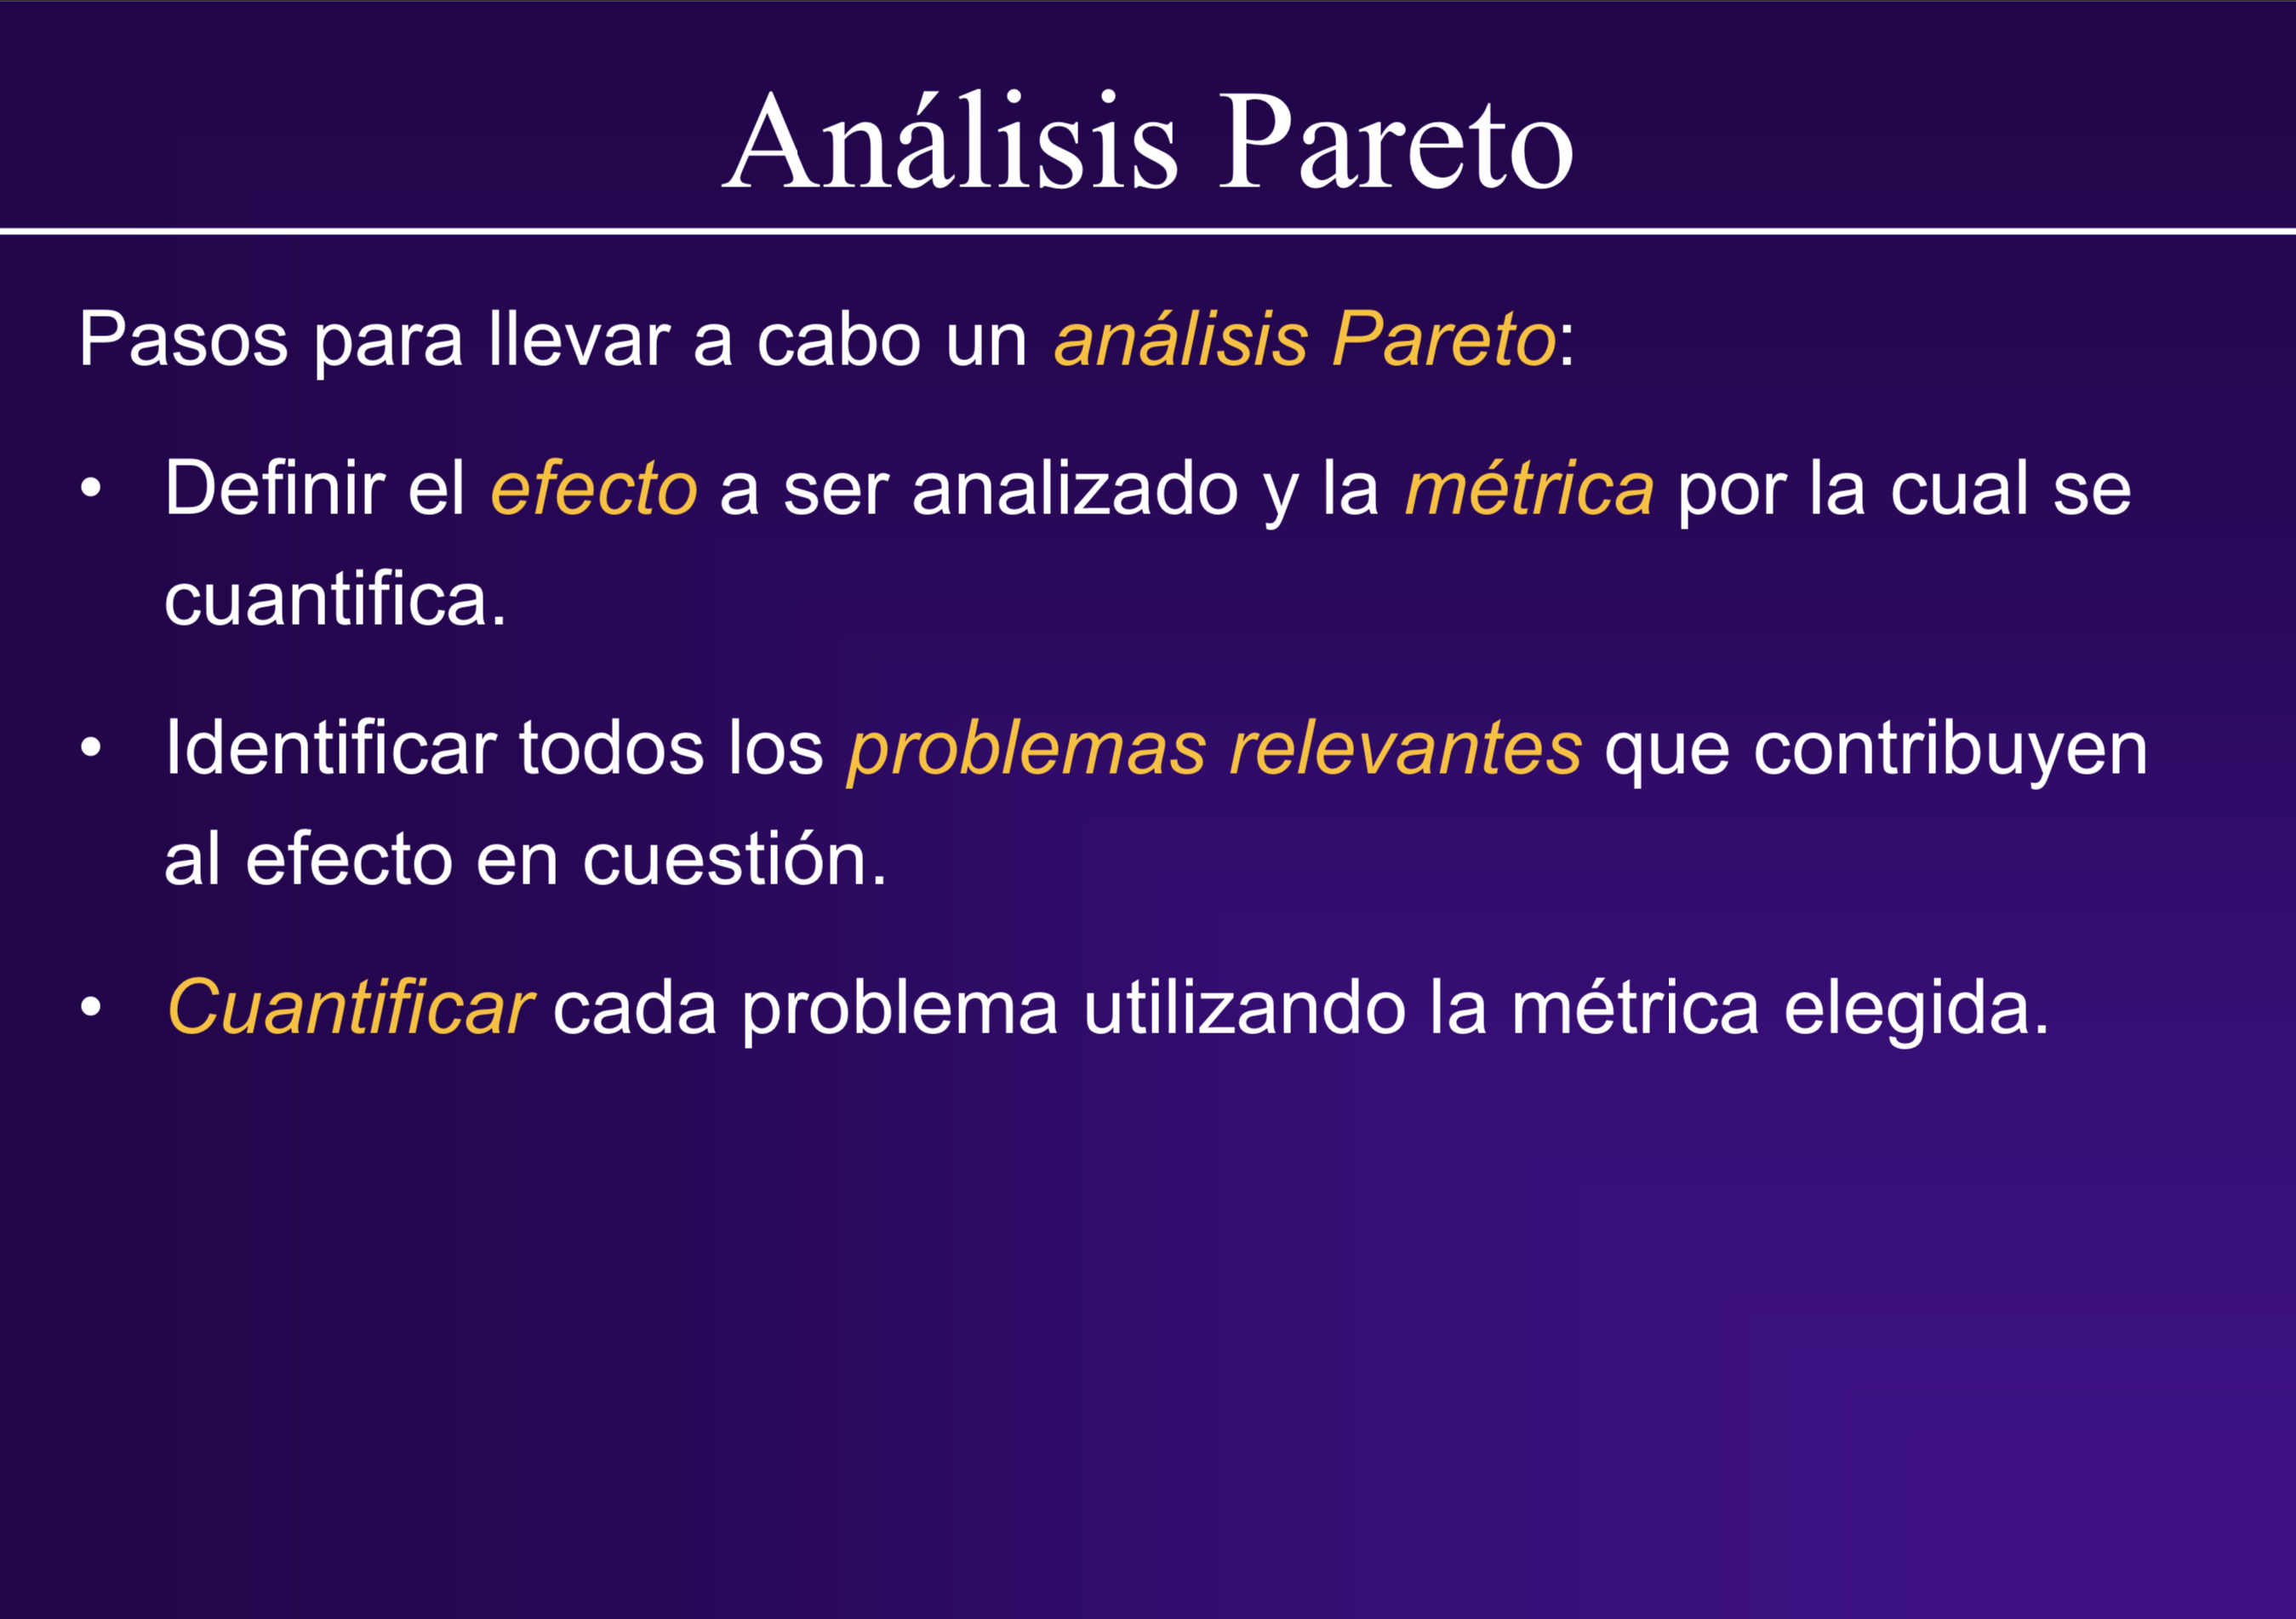 Análisis Pareto
Pasos para llevar a cabo un análisis Pareto:
• Definir el efecto a ser analizado y la métrica por la cual se
cuantifica.
• Identificar todos los problemas relevantes que contribuyen
al efecto en cuestión.
• Cuantificar cada problema utilizando la métrica elegida.